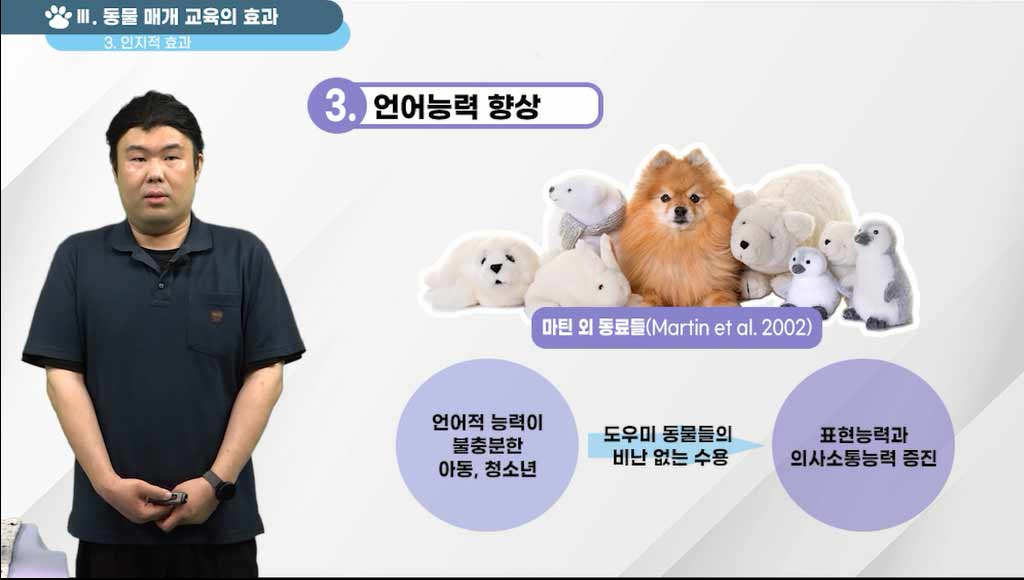 Ⅲ. 동물 매개 교육의 효과
3. 인지적 효과
3. 언어능력 향상
마틴 외 동료들(Martin et al. 2002)
언어적 능력이
불충분한
아동, 청소년
도우미 동물들의
비난 없는 수용
표현능력과
의사소통능력 증진